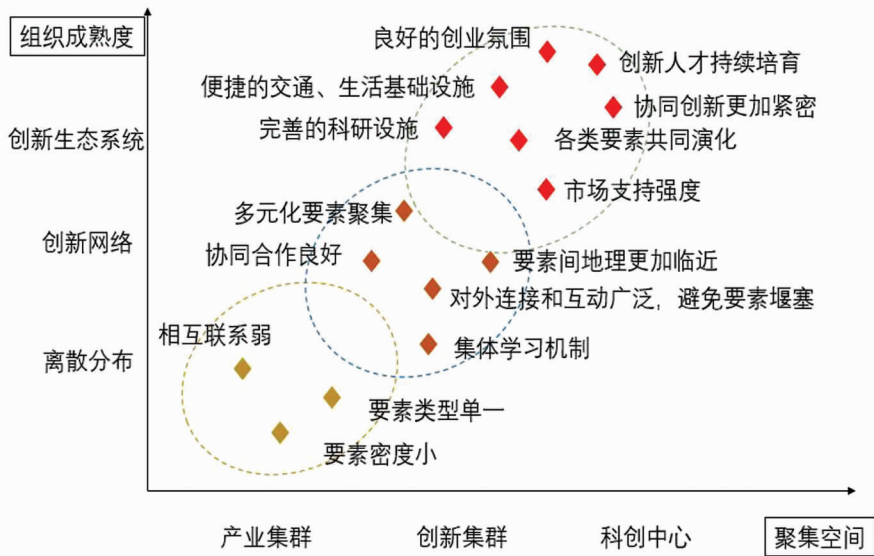 组织成熟度
良好的创业氛围
创新人才持续培育
便捷的交通、生活基础设施
协同创新更加紧密
完善的科研设施
创新生态系统
各类要素共同演化
市场支持强度
多元化要素聚集
创新网络
协同合作良好
要素间地理更加临近
对外连接和互动广泛，避免要素堰塞
相互联系弱
集体学习机制
离散分布
要素类型单一
要素密度小
产业集群
创新集群
科创中心
聚集空间